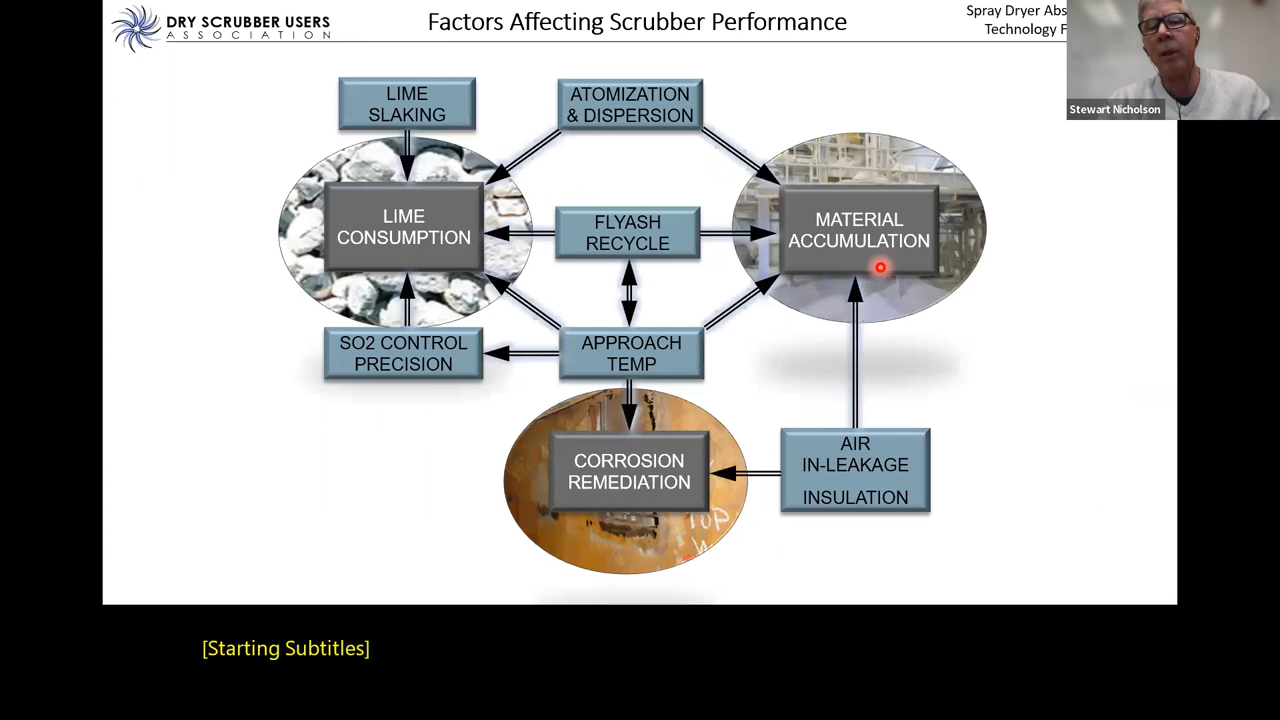 DRY SCRUBBER USERS
ASSOCIATION
Factors Affecting Scrubber Performance
Spray Dryer Abs
Technology F
Stewart Nicholson
LIME
SLAKING
ATOMIZATION
& DISPERSION
LIME
CONSUMPTION
FLYASH
RECYCLE
MATERIAL
ACCUMULATION
SO2 CONTROL
PRECISION
APPROACH
TEMP
CORROSION
REMEDIATION
AIR
IN-LEAKAGE
INSULATION
TOP
[Starting Subtitles]